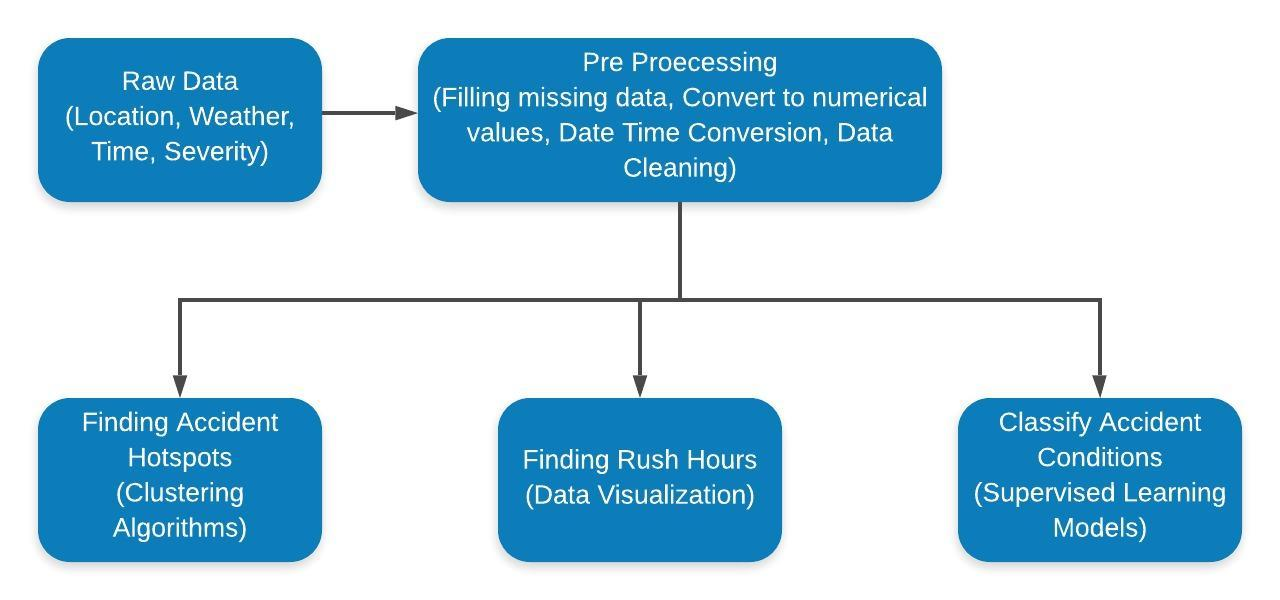 Raw Data
(Location, Weather,
Time, Severity)
Pre Proecessing
(Filling missing data, Convert to numerical
values, Date Time Conversion, Data
Cleaning)
Finding Accident
Hotspots
(Clustering
Algorithms)
Finding Rush Hours
(Data Visualization)
Classify Accident
Conditions
(Supervised Learning
Models)